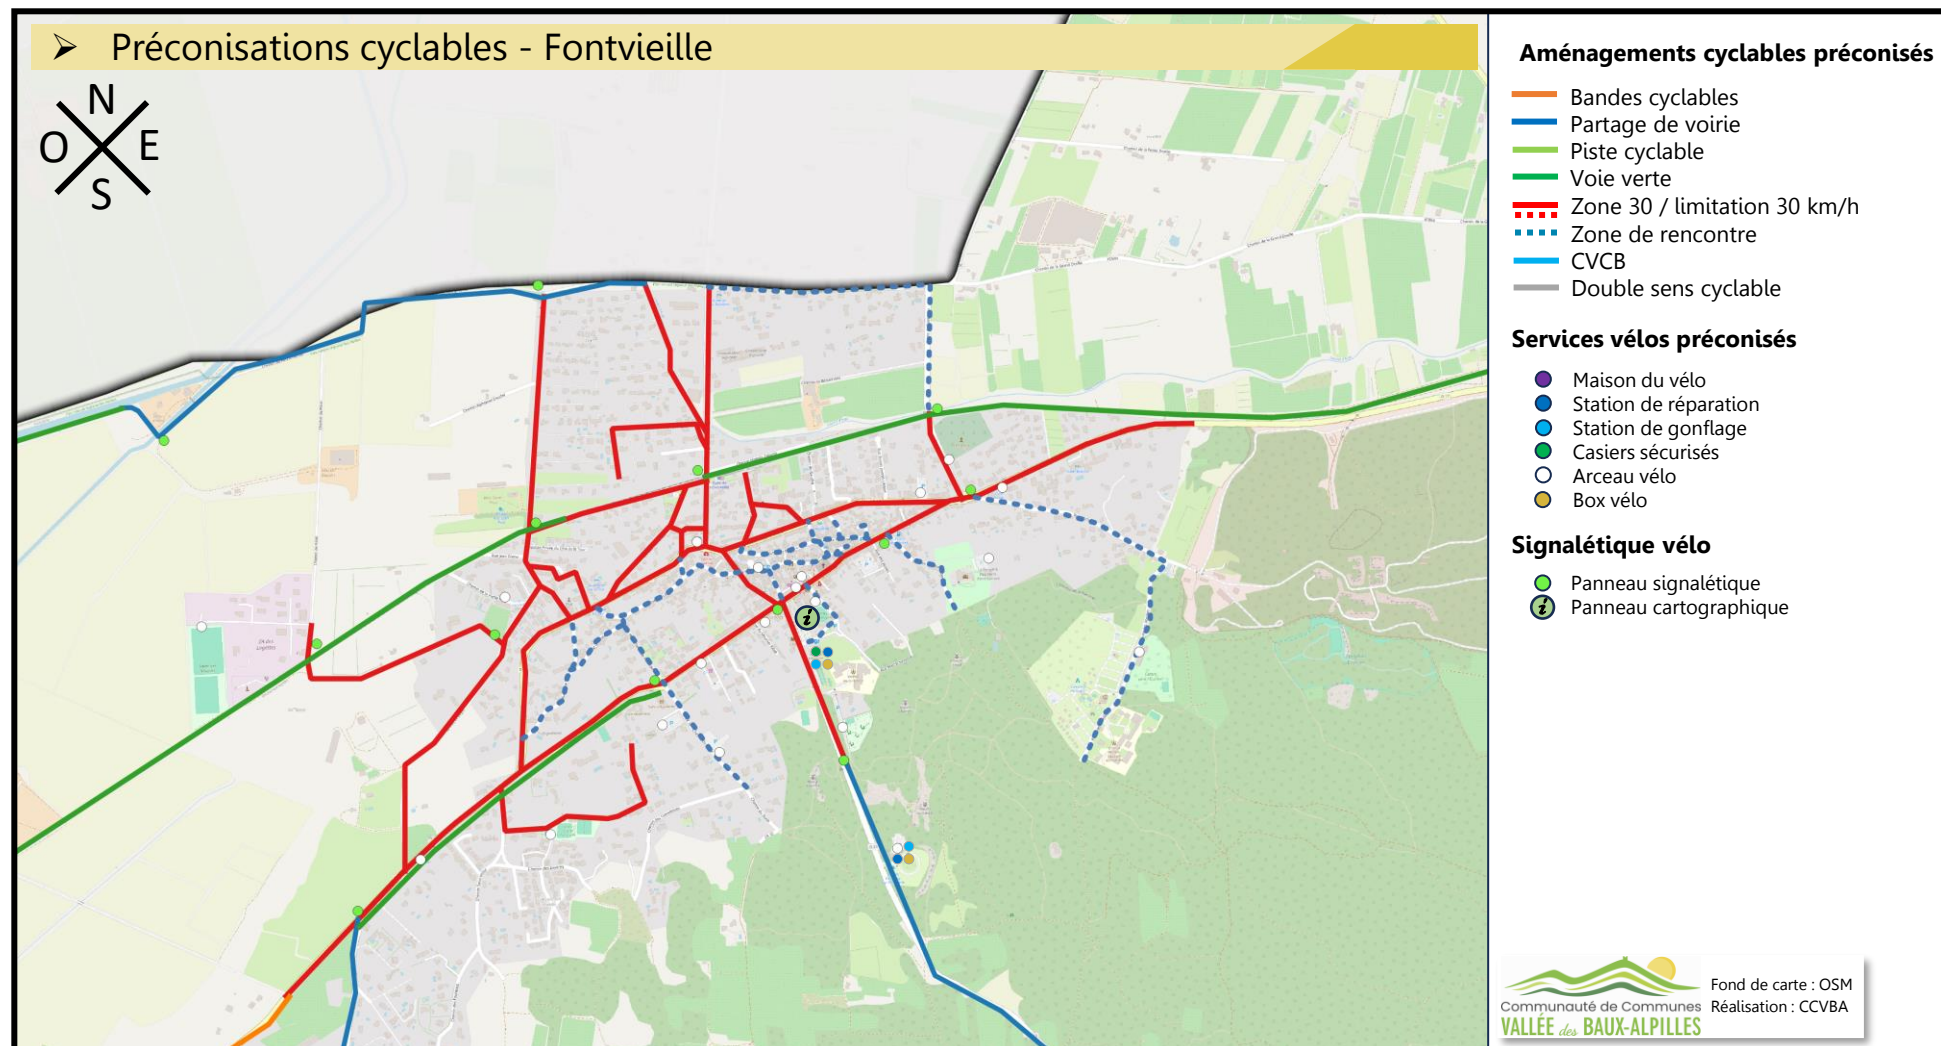 ➤ Préconisations cyclables - Fontvieille
N
O E
S
Aménagements cyclables préconisés
Bandes cyclables
Partage de voirie
Piste cyclable
Voie verte
Zone 30 / limitation 30 km/h
Zone de rencontre
CVCB
Double sens cyclable
Services vélos préconisés
Maison du vélo
Station de réparation
Station de gonflage
Casiers sécurisés
Arceau vélo
Box vélo
Signalétique vélo
Panneau signalétique
i Panneau cartographique
i
Communauté de Communes
VALLÉE des BAUX-ALPILLES
Fond de carte : OSM
Réalisation : CCVBA